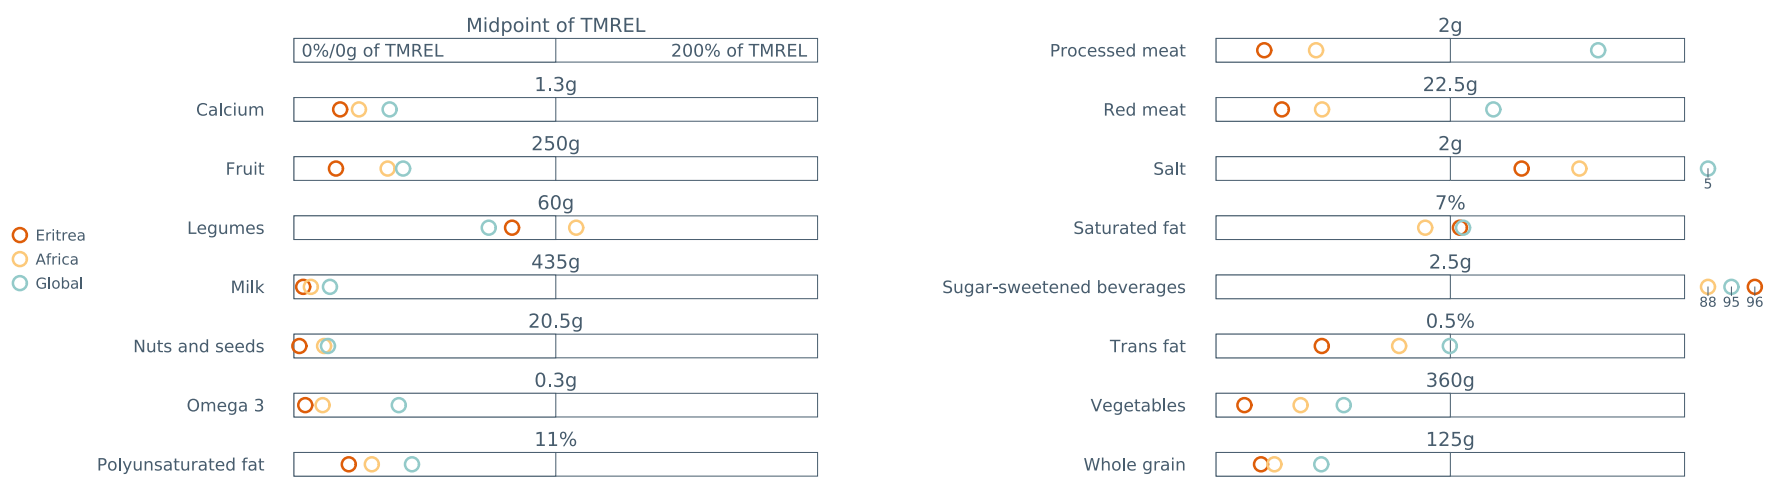 Midpoint of TMREL
0%/0g of TMREL 200% of TMREL
1.3g
Calcium
250g
Fruit
60g
Legumes
435g
Milk
20.5g
Nuts and seeds
0.3g
Omega 3
11%
Polyunsaturated fat
Eritrea
Africa
Global
2g
Processed meat
22.5g
Red meat
2g
Salt
5
7%
Saturated fat
2.5g
Sugar-sweetened beverages
88 95 96
0.5%
Trans fat
360g
Vegetables
125g
Whole grain